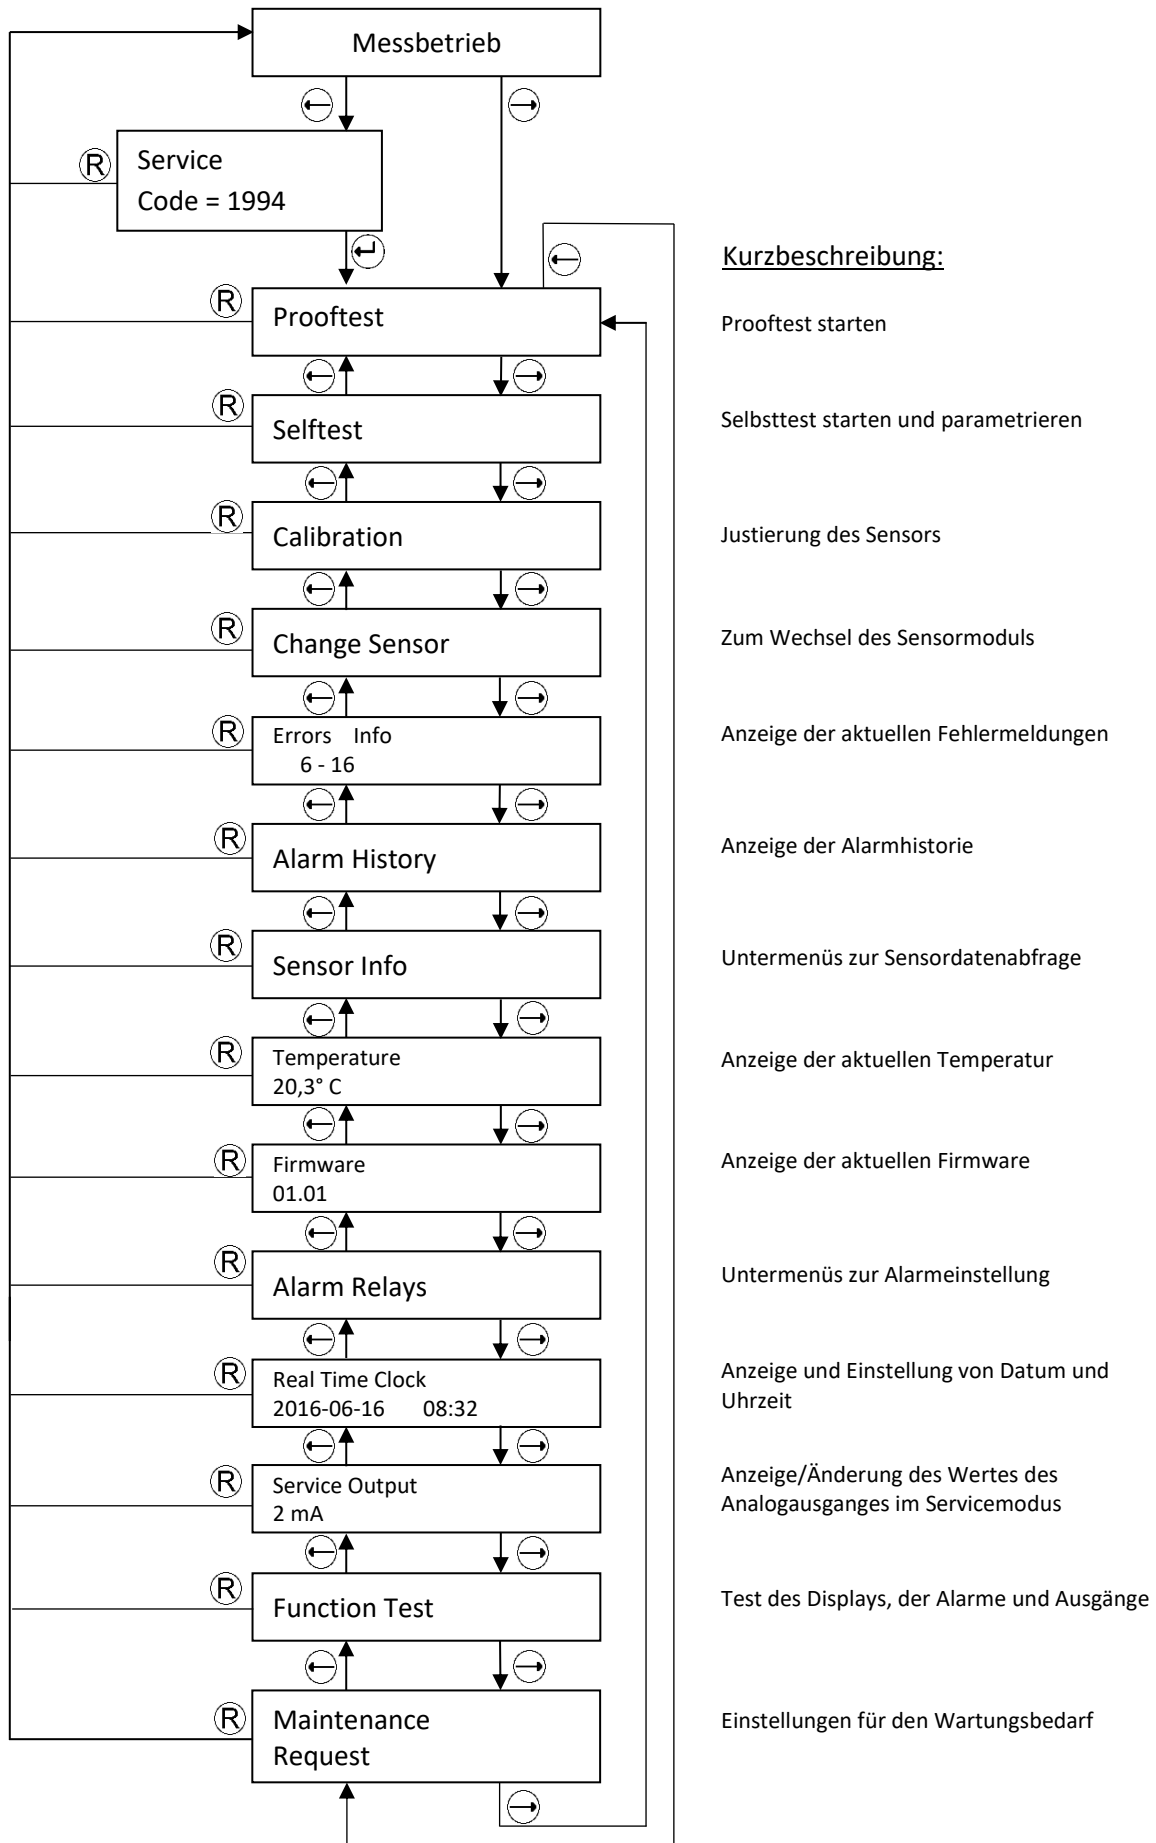 Messbetrieb
R
Service
Code = 1994
Kurzbeschreibung:
R
Prooftest
Prooftest starten
R
Selftest
Selbsttest starten und parametrieren
R
Calibration
Justierung des Sensors
R
Change Sensor
Zum Wechsel des Sensormoduls
R
Errors Info
6 - 16
Anzeige der aktuellen Fehlermeldungen
R
Alarm History
Anzeige der Alarmhistorie
R
Sensor Info
Untermenüs zur Sensordatenabfrage
R
Temperature
20,3° C
Anzeige der aktuellen Temperatur
R
Firmware
01.01
Anzeige der aktuellen Firmware
R
Alarm Relays
Untermenüs zur Alarmeinstellung
R
Real Time Clock
2016-06-16 08:32
Anzeige und Einstellung von Datum und
Uhrzeit
R
Service Output
2 mA
Anzeige/Änderung des Wertes des
Analogausganges im Servicemodus
R
Function Test
Test des Displays, der Alarme und Ausgänge
R
Maintenance
Request
Einstellungen für den Wartungsbedarf